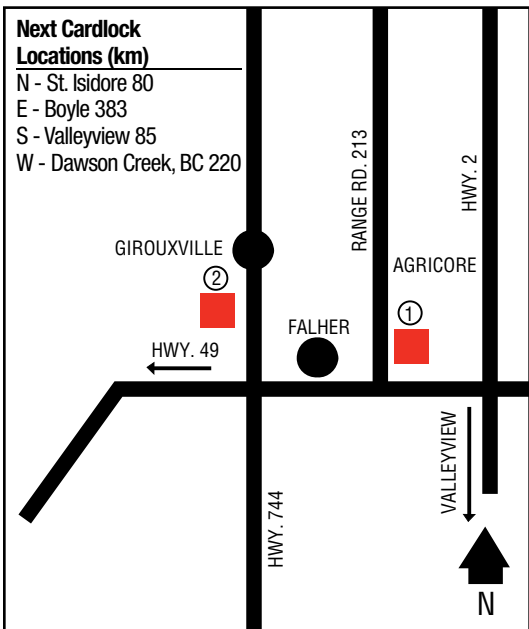 Next Cardlock
Locations (km)
N - St. Isidore 80
E - Boyle 383
S - Valleyview 85
W - Dawson Creek, BC 220
RANGE RD. 213
HWY. 2
GIROUXVILLE
AGRICORE
2
1
FALHER
HWY. 49
VALLEYVIEW
HWY. 744
N